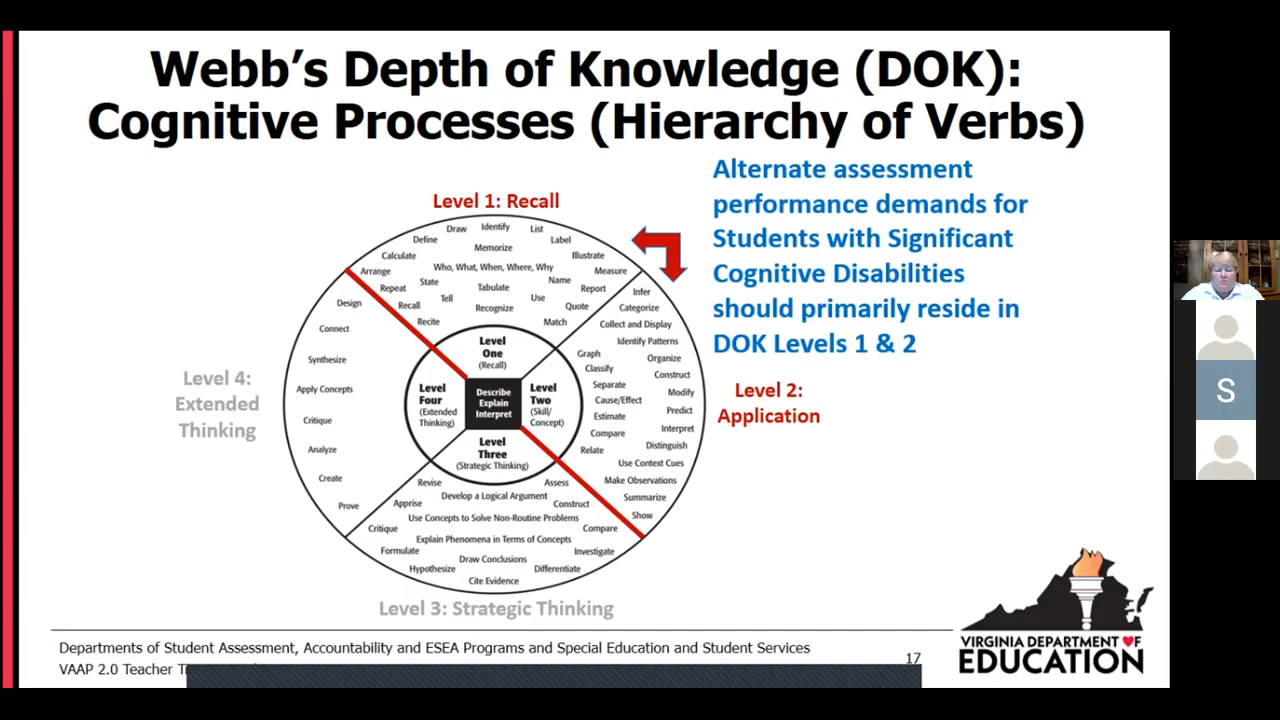 Webb's Depth of Knowledge (DOK):
Cognitive Processes (Hierarchy of Verbs)
Alternate assessment
performance demands for
Students with Significant
Cognitive Disabilities
should primarily reside in
DOK Levels 1 & 2
Level 1: Recall
Draw
Identify
List
Define
Memorize
Label
Calculate
Illustrate
Arrange
Who, What, When, Where, Why
Measure
Repeat
State
Tabulate
Name
Report
Recall
Tell
Use
Quote
Recite
Recognize
Match
Level 2:
Application
Infer
Categorize
Collect and Display
Identify Patterns
Graph
Organize
Classify
Construct
Separate
Modify
Cause/Effect
Predict
Estimate
Interpret
Compare
Distinguish
Relate
Use Context Cues
Make Observations
Summarize
Show
Level 3: Strategic Thinking
Revise
Assess
Develop a Logical Argument
Apprise
Construct
Use Concepts to Solve Non-Routine Problems
Critique
Compare
Explain Phenomena in Terms of Concepts
Formulate
Investigate
Draw Conclusions
Hypothesize
Differentiate
Cite Evidence
Level 4:
Extended
Thinking
Design
Connect
Synthesize
Apply Concepts
Critique
Analyze
Create
Prove
Level
One
(Recall)
Level
Four
(Extended
Thinking)
Describe
Explain
Interpret
Level
Two
(Skill/
Concept)
Level
Three
(Strategic Thinking)
Departments of Student Assessment, Accountability and ESEA Programs and Special Education and Student Services
VAAP 2.0 Teacher
17
VIRGINIA DEPARTMENT OF
EDUCATION
S